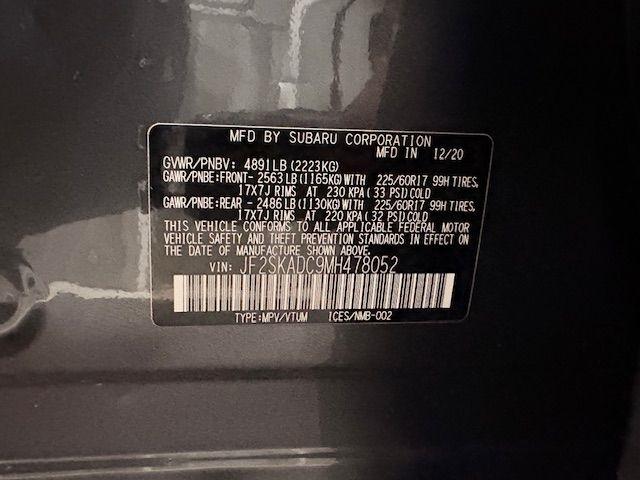 MFD BY SUBARU CORPORATION
MFD IN 12/20
GVWR/PNBV: 4891LB(2223KG)
GAWR/PNBE:FRONT- 2563LB(1165KG)WITH 225/60R17 99H TIRES,
17X7J RIMS AT 230 KPA(33 PSI)COLD
GAWR/PNBE:REAR - 2486LB(1130KG)WITH 225/60R17 99H TIRES,
17X7J RIMS AT 220 KPA(32 PSI)COLD
THIS VEHICLE CONFORMS TO ALL APPLICABLE FEDERAL MOTOR
VEHICLE SAFETY AND THEFT PREVENTION STANDARDS IN EFFECT ON
THE DATE OF MANUFACTURE SHOWN ABOVE.
VIN: JF2SKADC9MH478052
TYPE:MPV/VTUM ICES/NMB-002